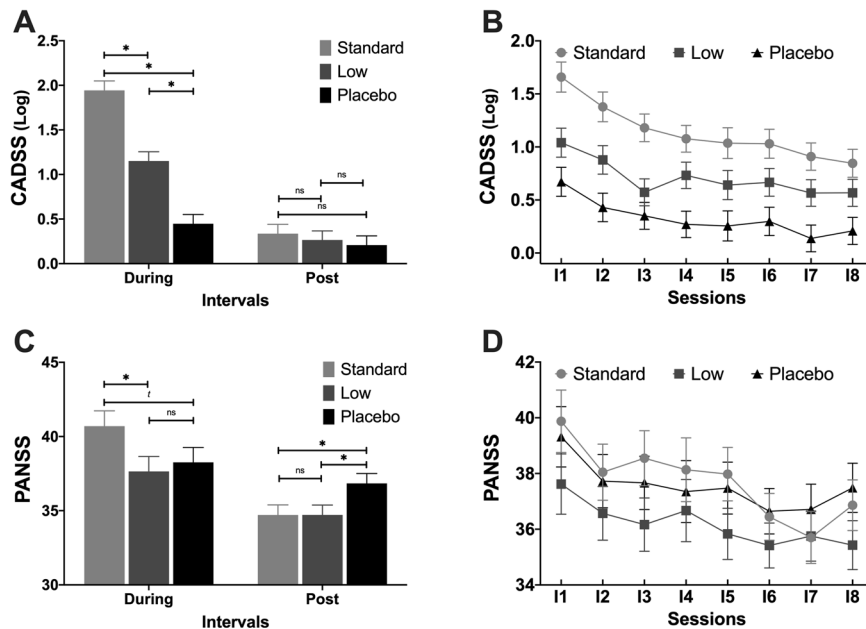 A
CADSS (Log)
2.5
2.0
1.5
1.0
0.5
0.0
*
*
*
Standard
Low
Placebo
ns
ns
ns
During
Post
Intervals
B
CADSS (Log)
2.0
1.5
1.0
0.5
0.0
Standard Low Placebo
I1 I2 I3 I4 I5 I6 I7 I8
Sessions
C
PANSS
45
40
35
30
*
t
ns
Standard
Low
Placebo
*
ns
*
During
Post
Intervals
D
PANSS
42
40
38
36
34
Standard Low Placebo
I1 I2 I3 I4 I5 I6 I7 I8
Sessions